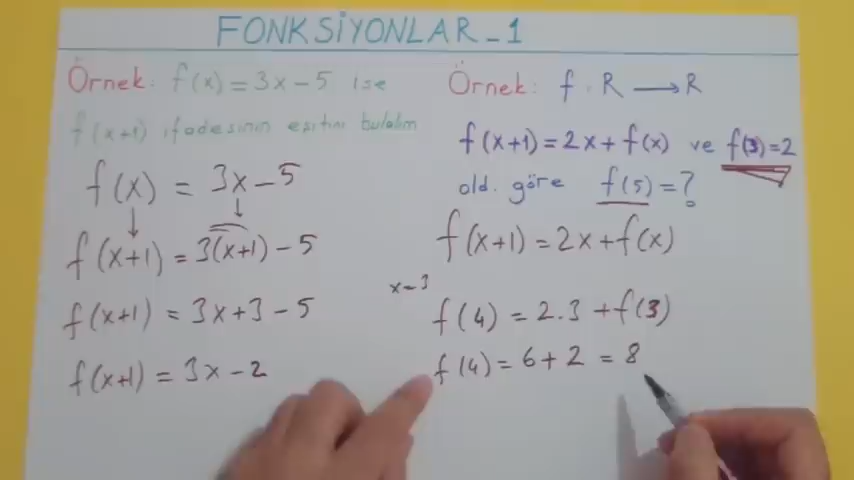 FONKSİYONLAR_1
Örnek: f(x) = 3x-5 ise
f(x+1) ifadesinin eşitini bulalım
f(x) = 3x-5
f(x+1) = 3(x+1) - 5
f(x+1) = 3x+3-5
f(x+1) = 3x-2
Örnek: f: R → R
f(x+1) = 2x + f(x) ve f(3)=2
old. göre f(5) = ?
f(x+1) = 2x + f(x)
x=3
f(4) = 2.3 + f(3)
f(4) = 6+2 = 8